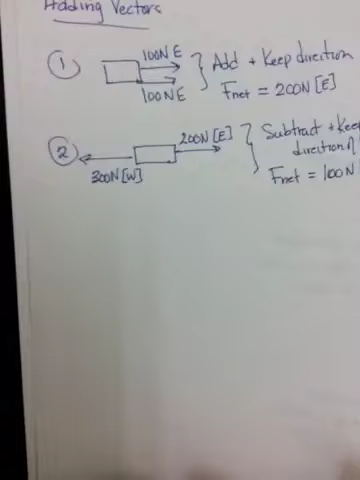 Adding Vectors
① 100N E Add + Keep direction
100N E Fnet = 200N [E]
② 200N [E] Subtract + Keep
direction
300N [W] Fnet = 100N